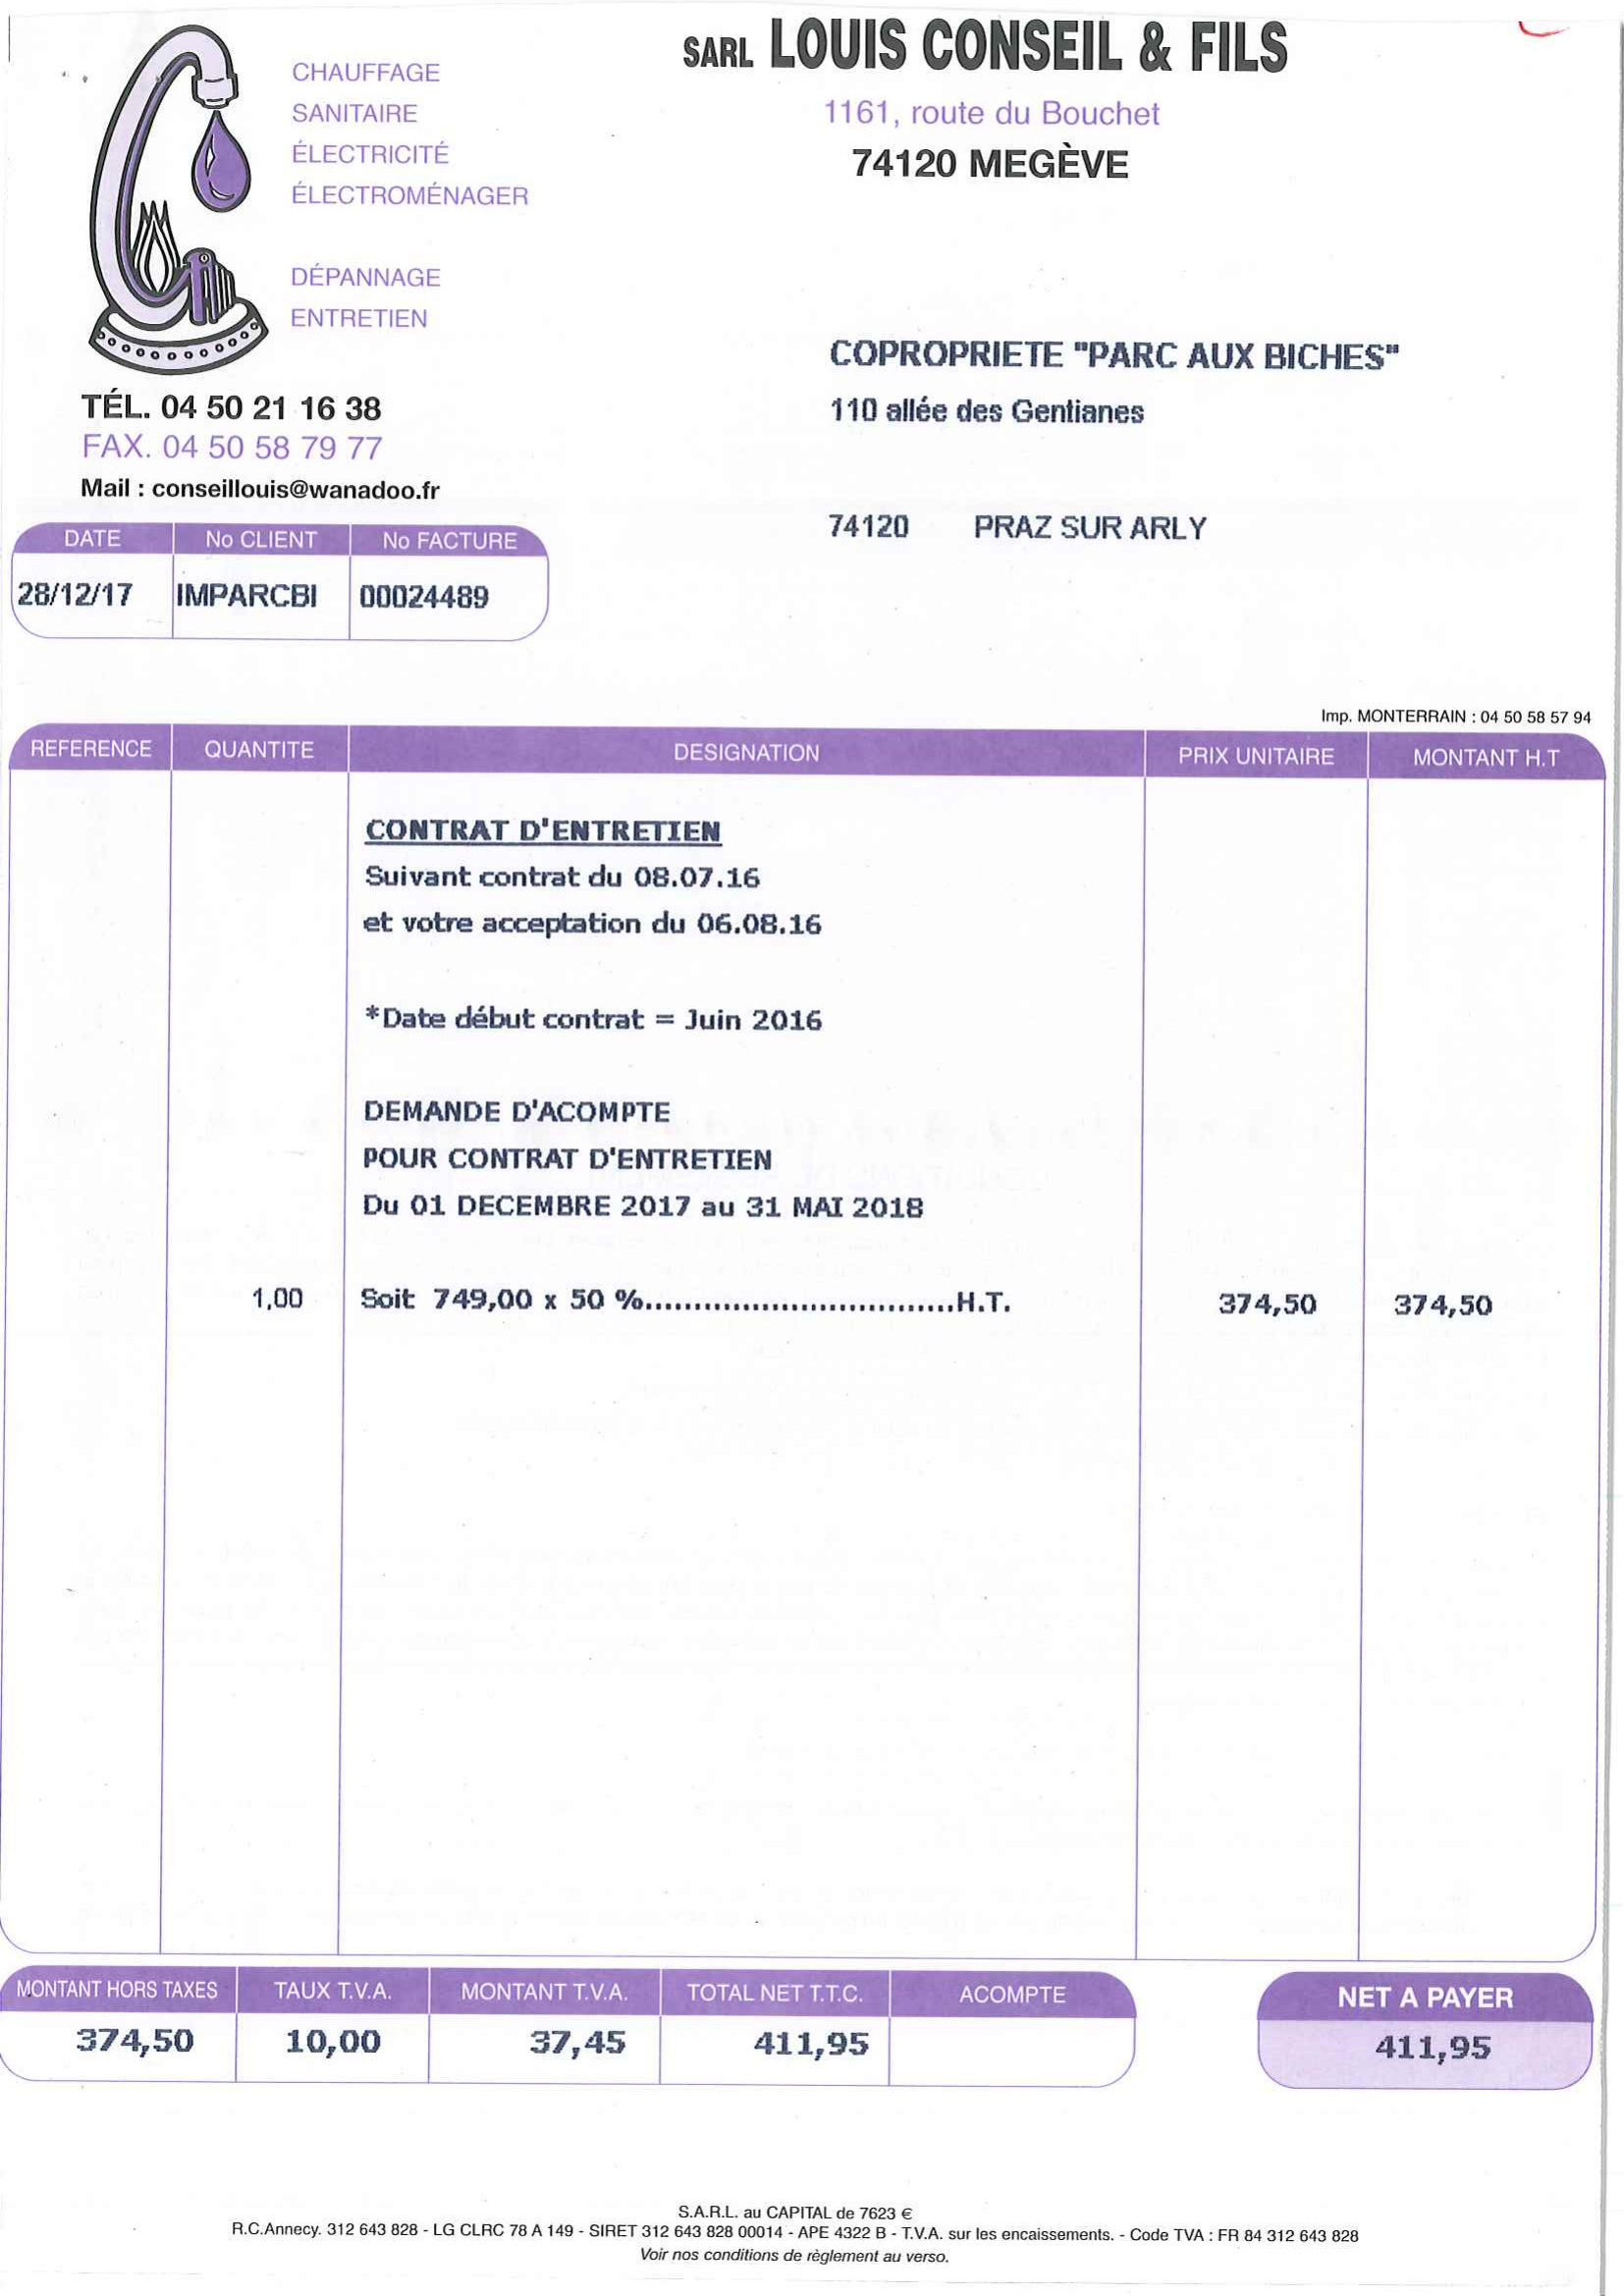 CHAUFFAGE
SANITAIRE
ÉLECTRICITÉ
ÉLECTROMÉNAGER
DÉPANNAGE
ENTRETIEN
TÉL. 04 50 21 16 38
FAX. 04 50 58 79 77
Mail : conseillouis@wanadoo.fr
SARL LOUIS CONSEIL & FILS
1161, route du Bouchet
74120 MEGÈVE
COPROPRIETE "PARC AUX BICHES"
110 allée des Gentianes
74120 PRAZ SUR ARLY
DATE No CLIENT No FACTURE
28/12/17 IMPARCBI 00024489
Imp. MONTERRAIN : 04 50 58 57 94
REFERENCE QUANTITE DESIGNATION PRIX UNITAIRE MONTANT H.T
CONTRAT D'ENTRETIEN
Suivant contrat du 08.07.16
et votre acceptation du 06.08.16
*Date début contrat = Juin 2016
DEMANDE D'ACOMPTE
POUR CONTRAT D'ENTRETIEN
Du 01 DECEMBRE 2017 au 31 MAI 2018
1,00 Soit 749,00 x 50 %................................H.T. 374,50 374,50
MONTANT HORS TAXES TAUX T.V.A. MONTANT T.V.A. TOTAL NET T.T.C. ACOMPTE NET A PAYER
374,50 10,00 37,45 411,95 411,95
S.A.R.L. au CAPITAL de 7623 €
R.C.Annecy. 312 643 828 - LG CLRC 78 A 149 - SIRET 312 643 828 00014 - APE 4322 B - T.V.A. sur les encaissements. - Code TVA : FR 84 312 643 828
Voir nos conditions de règlement au verso.